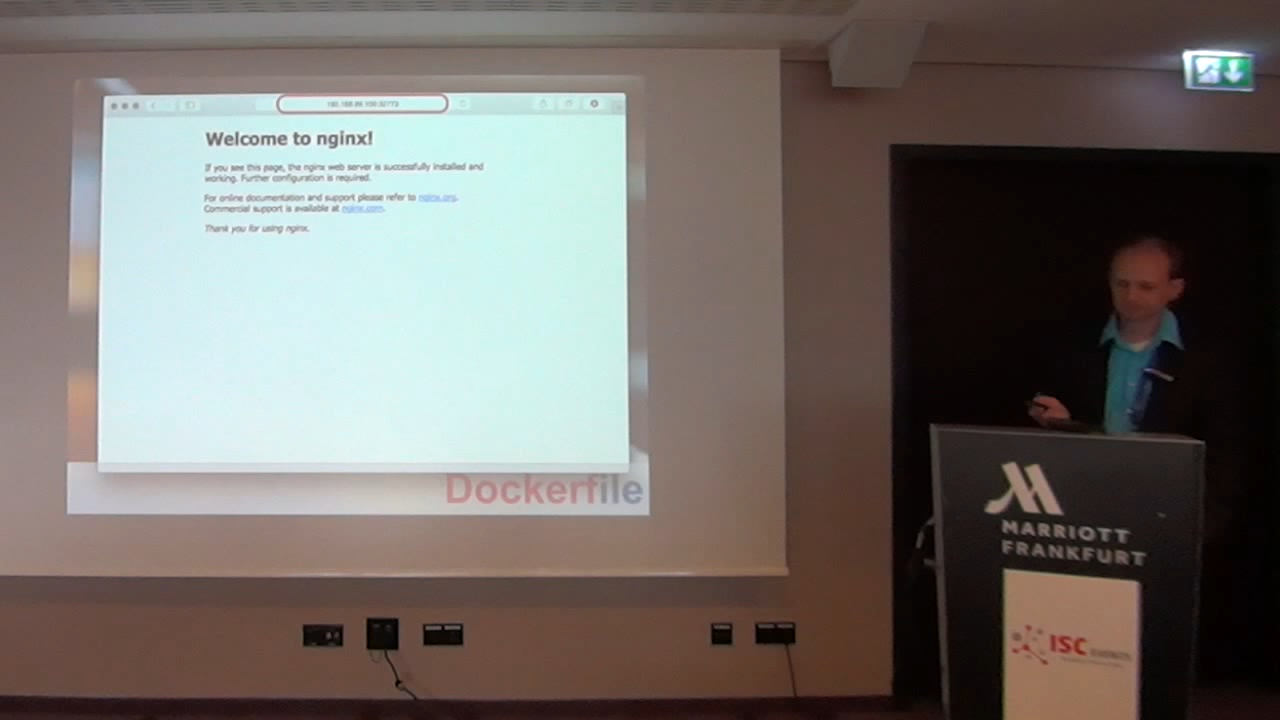 Welcome to nginx!
If you see this page, the nginx web server is successfully installed and
working. Further configuration is required.
For online documentation and support please refer to nginx.org.
Commercial support is available at nginx.com.
Thank you for using nginx.
Dockerfile
MARRIOTT
FRANKFURT
ISC